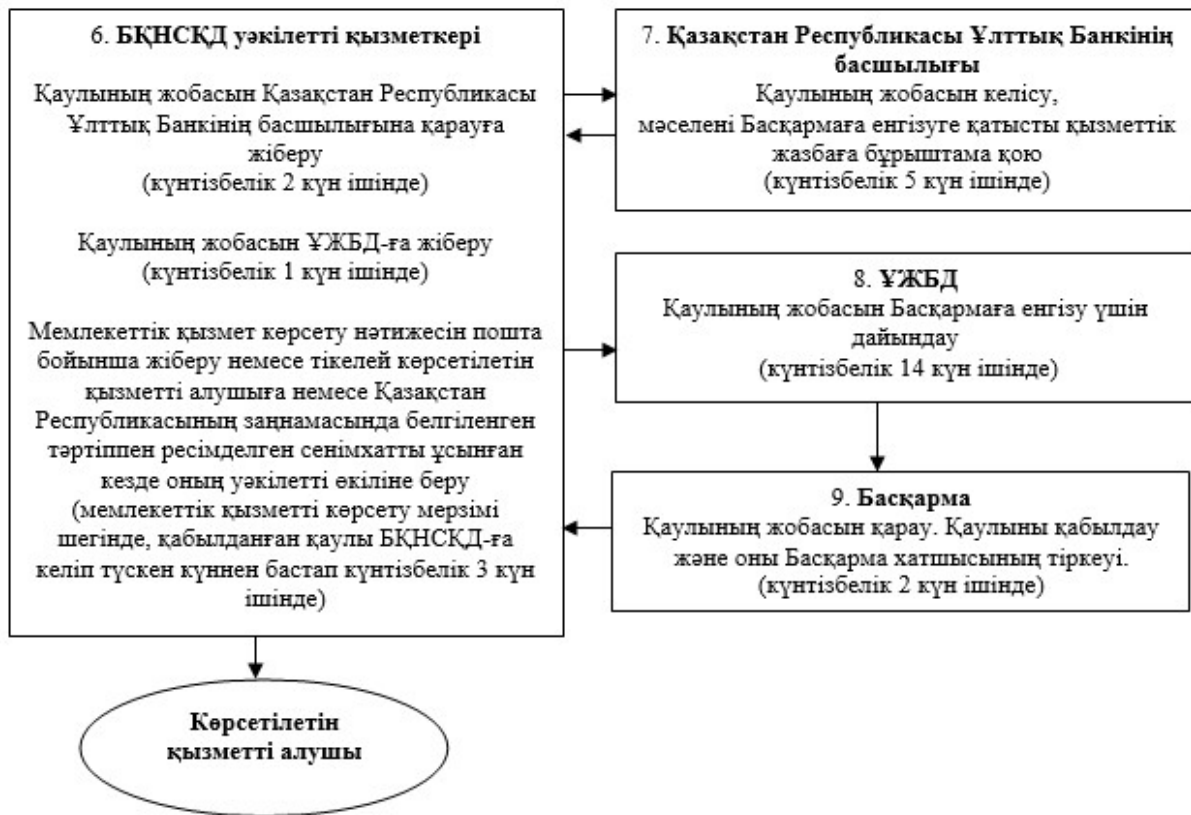 6. БҚНСҚД уәкілетті қызметкері
Қаулының жобасын Қазақстан Республикасы
Ұлттық Банкінің басшылығына қарауға
жіберу
(күнтізбелік 2 күн ішінде)
Қаулының жобасын ҰЖБД-ға жіберу
(күнтізбелік 1 күн ішінде)
Мемлекеттік қызмет көрсету нәтижесін пошта
бойынша жіберу немесе тікелей көрсетілетін
қызметті алушыға немесе Қазақстан
Республикасының заңнамасында белгіленген
тәртіппен ресімделген сенімхатты ұсынған
кезде оның уәкілетті өкіліне беру
(мемлекеттік қызметті көрсету мерзімі
шегінде, қабылданған қаулы БҚНСҚД-ға
келіп түскен күннен бастап күнтізбелік 3 күн
ішінде)
7. Қазақстан Республикасы Ұлттық Банкінің
басшылығы
Қаулының жобасын келісу,
мәселені Басқармаға енгізуге қатысты қызметтік
жазбаға бұрыштама қою
(күнтізбелік 5 күн ішінде)
8. ҰЖБД
Қаулының жобасын Басқармаға енгізу үшін
дайындау
(күнтізбелік 14 күн ішінде)
9. Басқарма
Қаулының жобасын қарау. Қаулыны қабылдау
және оны Басқарма хатшысының тіркеуі.
(күнтізбелік 2 күн ішінде)
Көрсетілетін
қызметті алушы